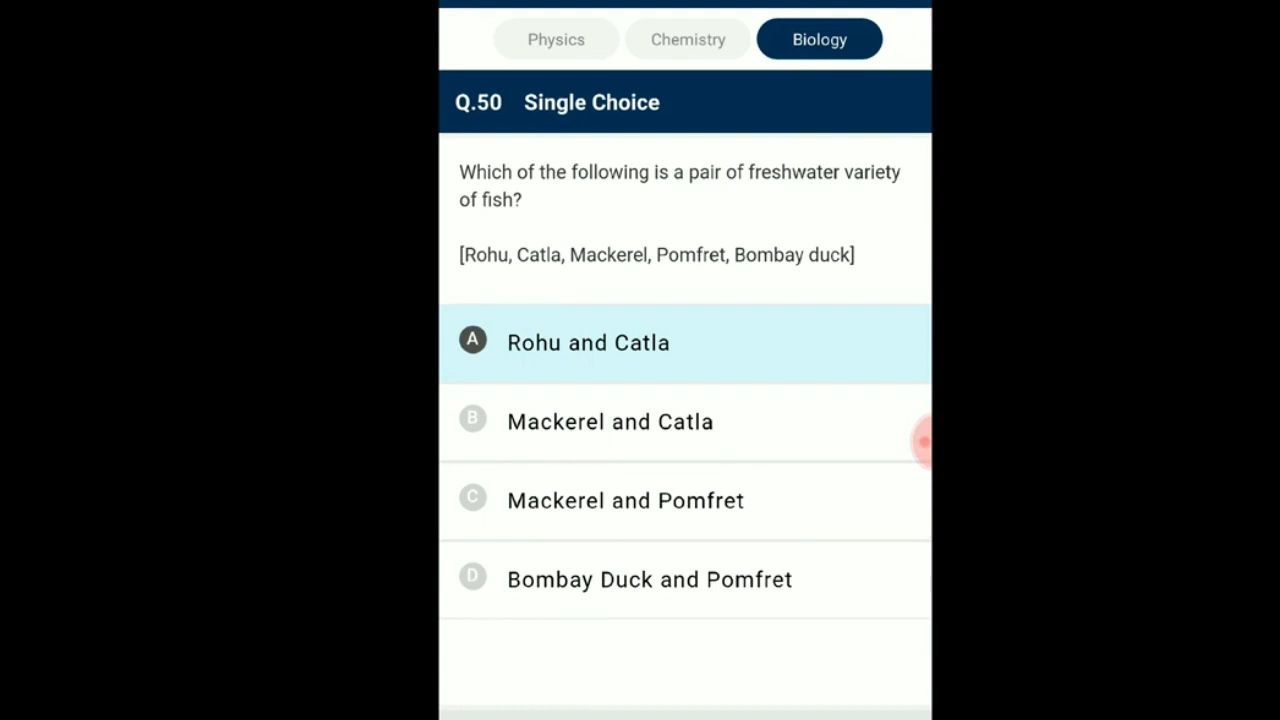 Physics Chemistry Biology
Q.50 Single Choice
Which of the following is a pair of freshwater variety
of fish?
[Rohu, Catla, Mackerel, Pomfret, Bombay duck]
A Rohu and Catla
B Mackerel and Catla
C Mackerel and Pomfret
D Bombay Duck and Pomfret